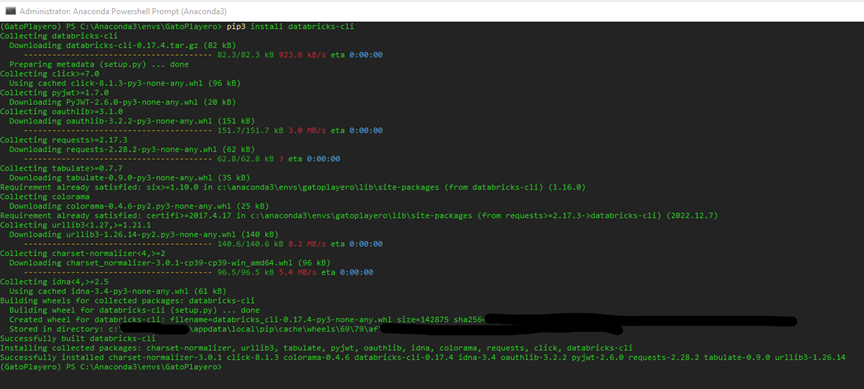 Administrator: Anaconda Powershell Prompt (Anaconda3)
(GatoPlayero) PS C:\Anaconda3\envs\GatoPlayero> pip3 install databricks-cli
Collecting databricks-cli
Downloading databricks-cli-0.17.4.tar.gz (82 kB)
---------------------------------------- 82.3/82.3 kB 923.6 kB/s eta 0:00:00
Preparing metadata (setup.py) ... done
Collecting click>=7.0
Using cached click-8.1.3-py3-none-any.whl (96 kB)
Collecting pyjwt>=1.7.0
Downloading PyJWT-2.6.0-py3-none-any.whl (20 kB)
Collecting oauthlib>=3.1.0
Downloading oauthlib-3.2.2-py3-none-any.whl (151 kB)
---------------------------------------- 151.7/151.7 kB 3.0 MB/s eta 0:00:00
Collecting requests>=2.17.3
Downloading requests-2.28.2-py3-none-any.whl (62 kB)
---------------------------------------- 62.8/62.8 kB ? eta 0:00:00
Collecting tabulate>=0.7.7
Downloading tabulate-0.9.0-py3-none-any.whl (35 kB)
Requirement already satisfied: six>=1.10.0 in c:\anaconda3\envs\gatoplayero\lib\site-packages (from databricks-cli) (1.16.0)
Collecting colorama
Downloading colorama-0.4.6-py2.py3-none-any.whl (25 kB)
Requirement already satisfied: certifi>=2017.4.17 in c:\anaconda3\envs\gatoplayero\lib\site-packages (from requests>=2.17.3->databricks-cli) (2022.12.7)
Collecting urllib3<1.27,>=1.21.1
Downloading urllib3-1.26.14-py2.py3-none-any.whl (140 kB)
---------------------------------------- 140.6/140.6 kB 8.2 MB/s eta 0:00:00
Collecting charset-normalizer<4,>=2
Downloading charset_normalizer-3.0.1-cp39-cp39-win_amd64.whl (96 kB)
---------------------------------------- 96.5/96.5 kB 5.4 MB/s eta 0:00:00
Collecting idna<4,>=2.5
Using cached idna-3.4-py3-none-any.whl (61 kB)
Building wheels for collected packages: databricks-cli
Building wheel for databricks-cli (setup.py) ... done
Created wheel for databricks-cli: filename=databricks_cli-0.17.4-py3-none-any.whl size=142875 sha256=
Stored in directory: c:\appdata\local\pip\cache\wheels\69\79\af
Successfully built databricks-cli
Installing collected packages: charset-normalizer, urllib3, tabulate, pyjwt, oauthlib, idna, colorama, requests, click, databricks-cli
Successfully installed charset-normalizer-3.0.1 click-8.1.3 colorama-0.4.6 databricks-cli-0.17.4 idna-3.4 oauthlib-3.2.2 pyjwt-2.6.0 requests-2.28.2 tabulate-0.9.0 urllib3-1.26.14
(GatoPlayero) PS C:\Anaconda3\envs\GatoPlayero>